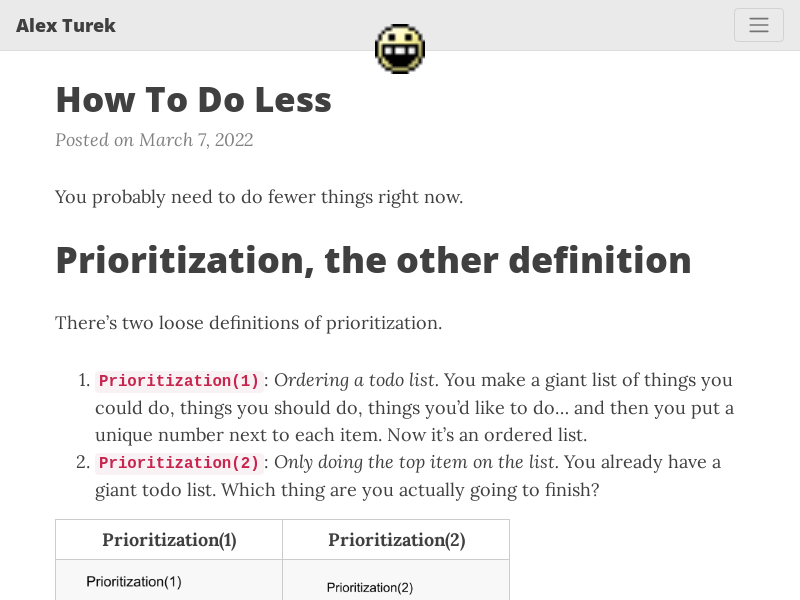 Alex Turek
How To Do Less
Posted on March 7, 2022
You probably need to do fewer things right now.
Prioritization, the other definition
There’s two loose definitions of prioritization.
1. Prioritization(1): Ordering a todo list. You make a giant list of things you
could do, things you should do, things you’d like to do… and then you put a
unique number next to each item. Now it’s an ordered list.
2. Prioritization(2): Only doing the top item on the list. You already have a
giant todo list. Which thing are you actually going to finish?
Prioritization(1) Prioritization(2)
Prioritization(1)
Prioritization(2)